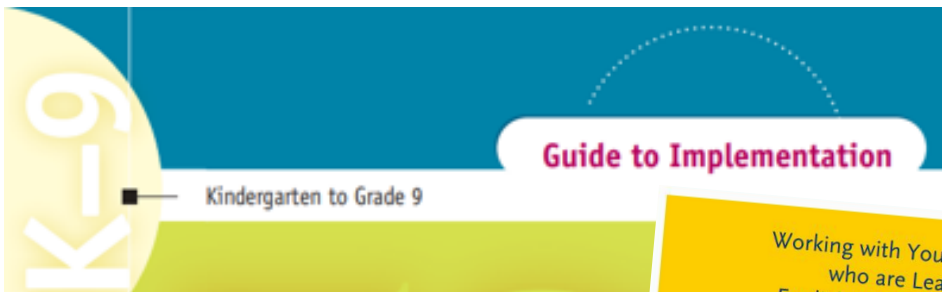 K–9
Guide to Implementation
Kindergarten to Grade 9
Working with You
who are Lea